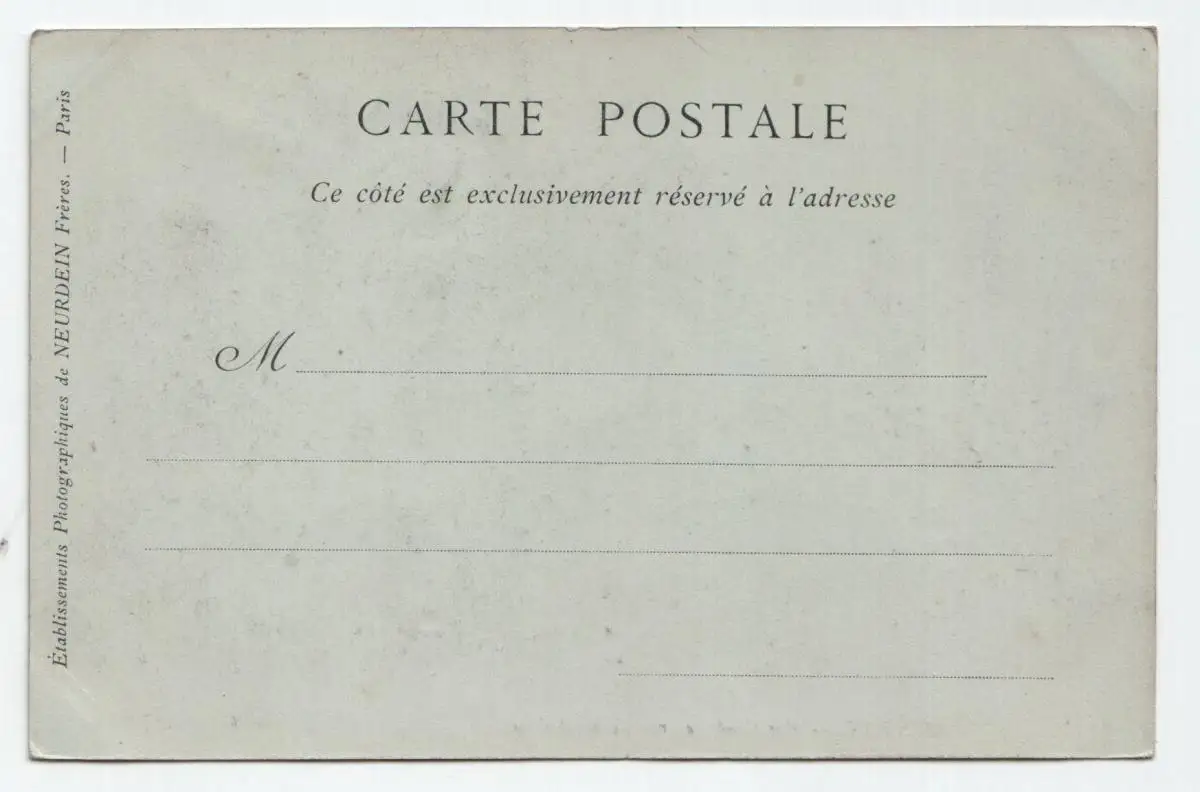 CARTE POSTALE
Ce côté est exclusivement réservé à l'adresse
M
Établissements Photographiques de NEURDEIN Frères. — Paris